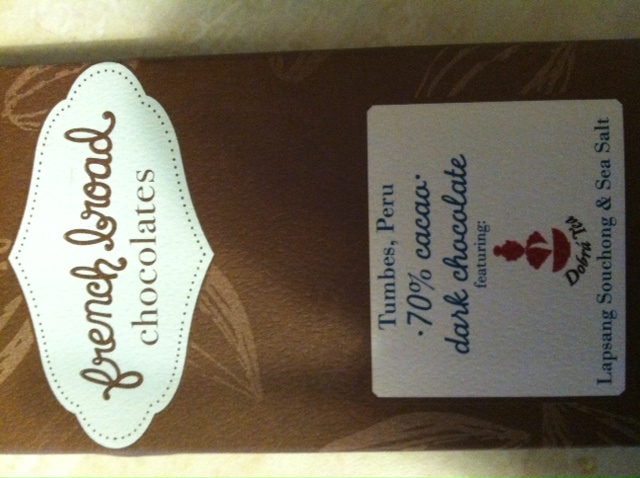 french broad
chocolates
Tumbes, Peru
·70% cacao·
dark chocolate
featuring:
Dobrá Tea
Lapsang Souchong & Sea Salt